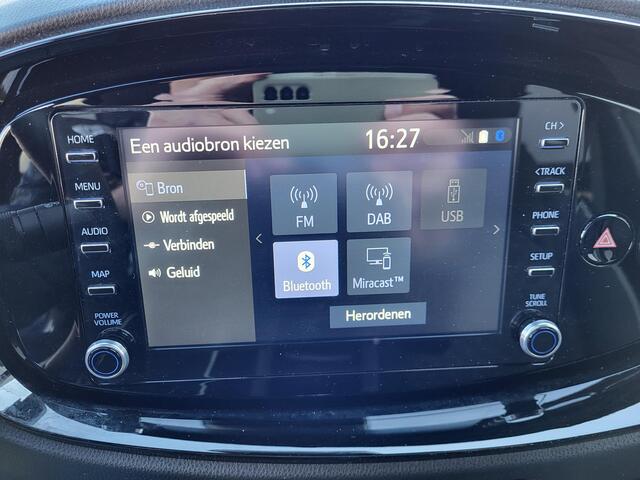 HOME
MENU
AUDIO
MAP
POWER
VOLUME
Een audiobron kiezen
16:27
Bron
Wordt afgespeeld
Verbinden
Geluid
FM
DAB
USB
Bluetooth
Miracast™
Herordenen
CH >
<TRACK
PHONE
SETUP
TUNE
SCROLL